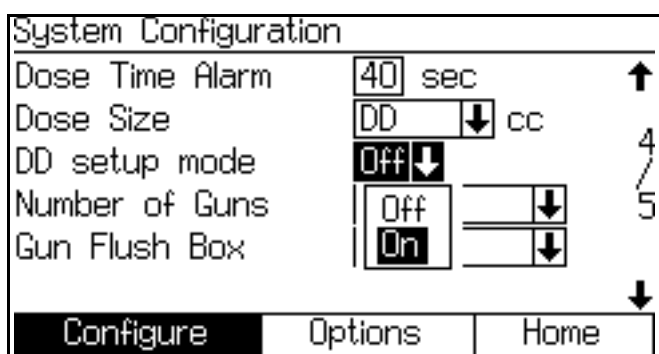 System Configuration
Dose Time Alarm 40 sec
Dose Size DD cc
DD setup mode Off
Number of Guns Off
Gun Flush Box On
4
/
5
Configure Options Home